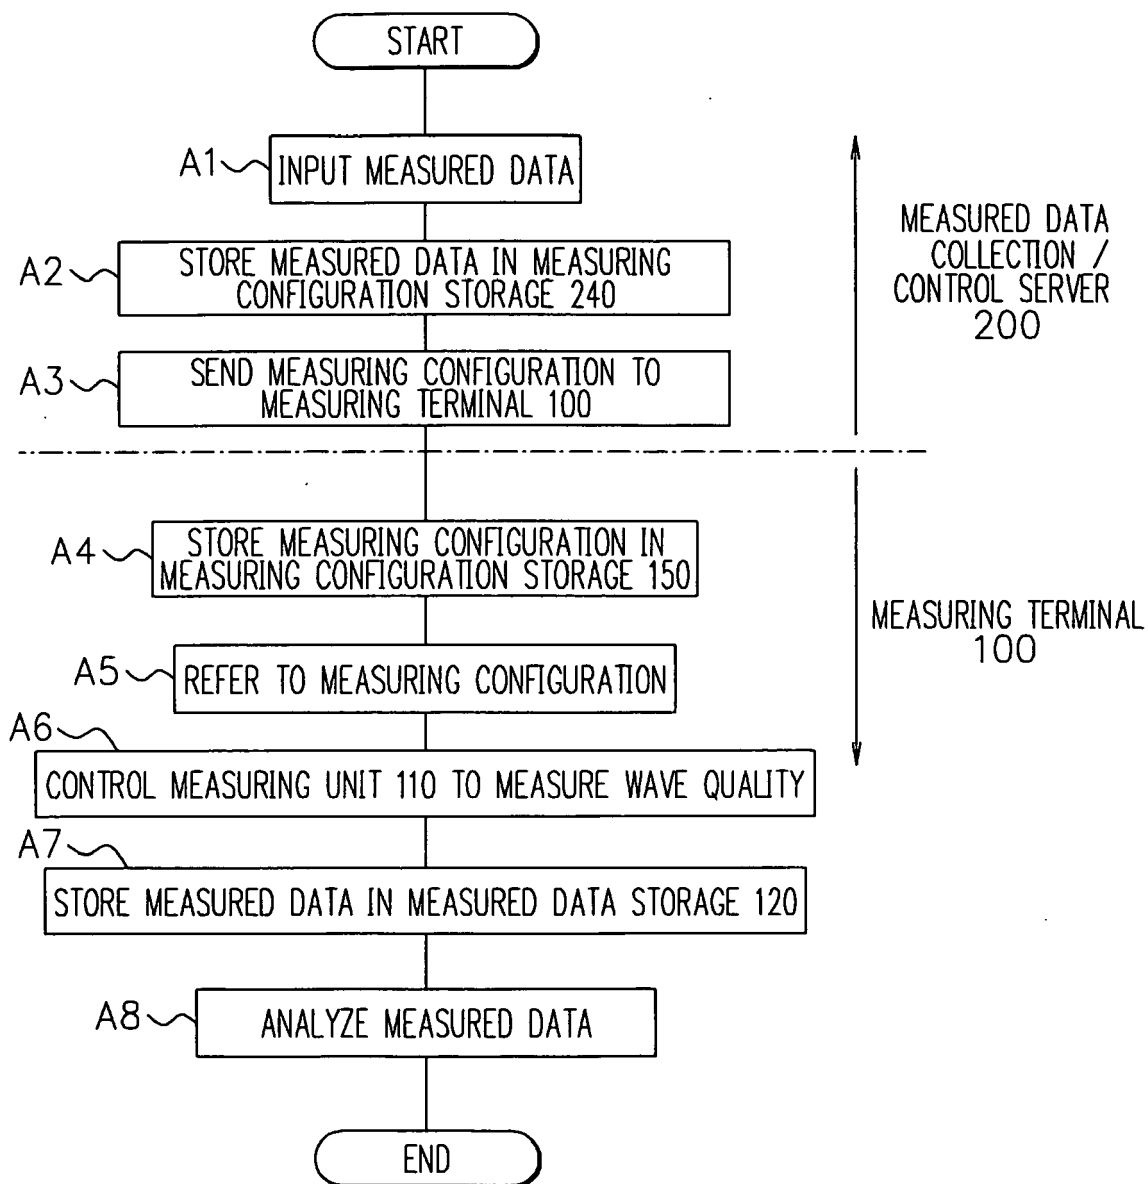 START
A1
INPUT MEASURED DATA
A2
STORE MEASURED DATA IN MEASURING
CONFIGURATION STORAGE 240
A3
SEND MEASURING CONFIGURATION TO
MEASURING TERMINAL 100
MEASURED DATA
COLLECTION /
CONTROL SERVER
200
A4
STORE MEASURING CONFIGURATION IN
MEASURING CONFIGURATION STORAGE 150
A5
REFER TO MEASURING CONFIGURATION
MEASURING TERMINAL
100
A6
CONTROL MEASURING UNIT 110 TO MEASURE WAVE QUALITY
A7
STORE MEASURED DATA IN MEASURED DATA STORAGE 120
A8
ANALYZE MEASURED DATA
END